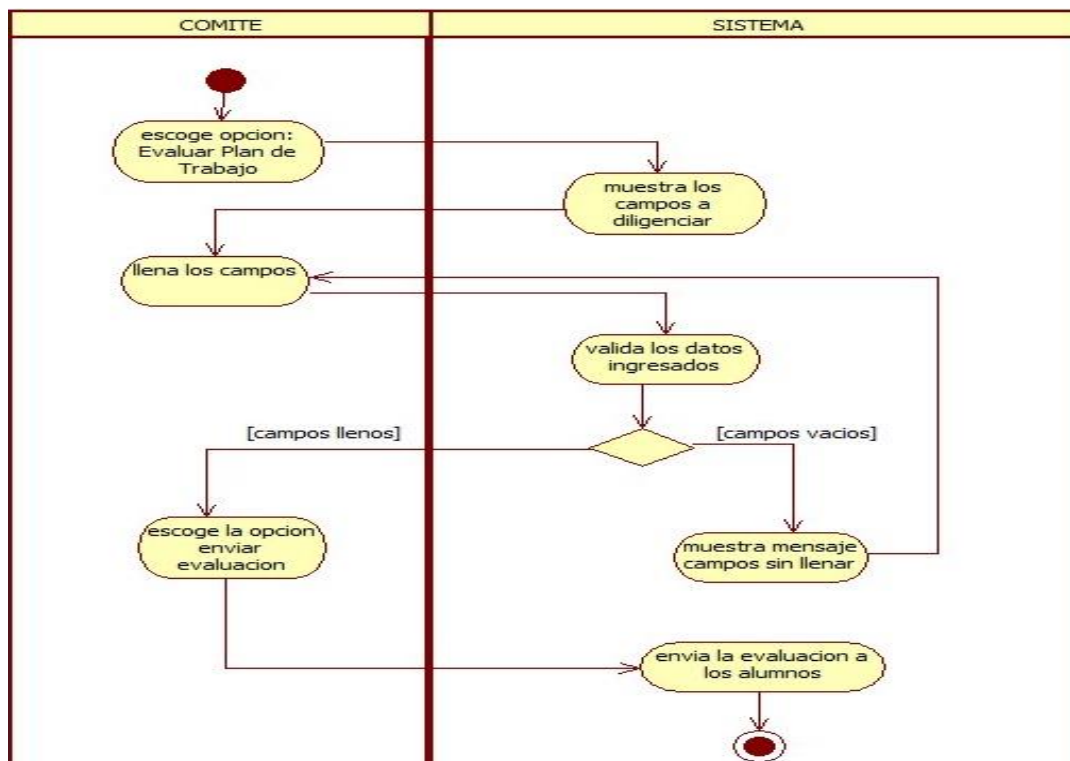 COMITE
SISTEMA
escoge opcion:
Evaluar Plan de
Trabajo
muestra los
campos a
diligenciar
llena los campos
valida los datos
ingresados
[campos llenos]
[campos vacios]
escoge la opcion
enviar
evaluacion
muestra mensaje
campos sin llenar
envia la evaluacion a
los alumnos